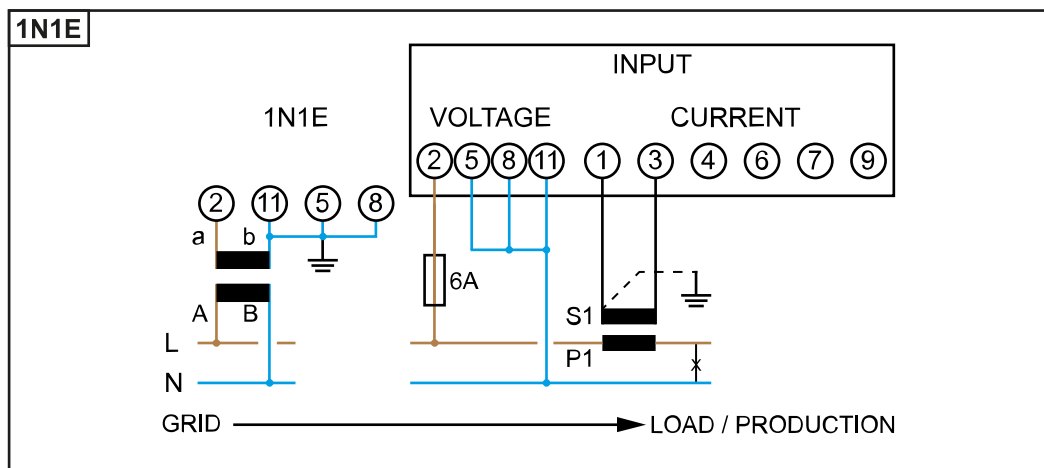 1N1E
INPUT
1N1E
VOLTAGE CURRENT
2 5 8 11 1 3 4 6 7 9
2 11 5 8
a b
6A
A B
S1
L
P1
N
GRID LOAD / PRODUCTION